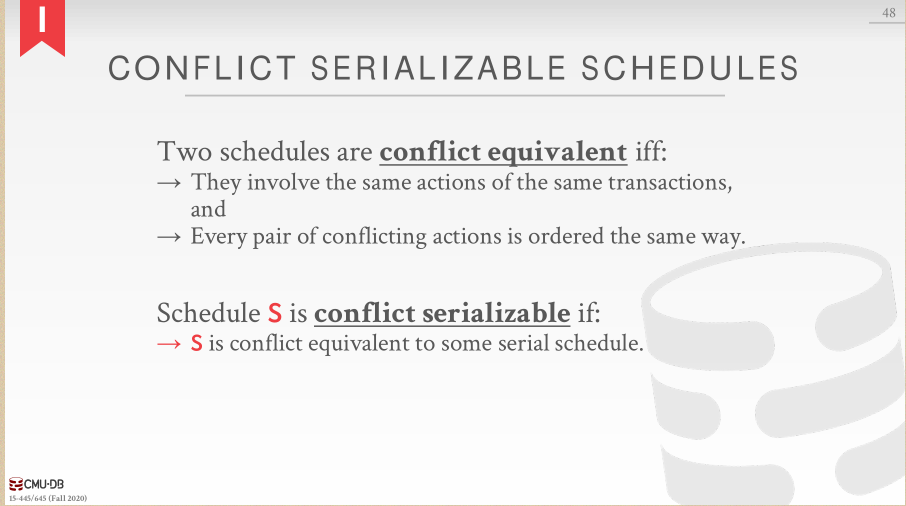 I
48
CONFLICT SERIALIZABLE SCHEDULES
Two schedules are conflict equivalent iff:
→ They involve the same actions of the same transactions,
and
→ Every pair of conflicting actions is ordered the same way.
Schedule S is conflict serializable if:
→ S is conflict equivalent to some serial schedule.
CMU·DB
15-445/645 (Fall 2020)